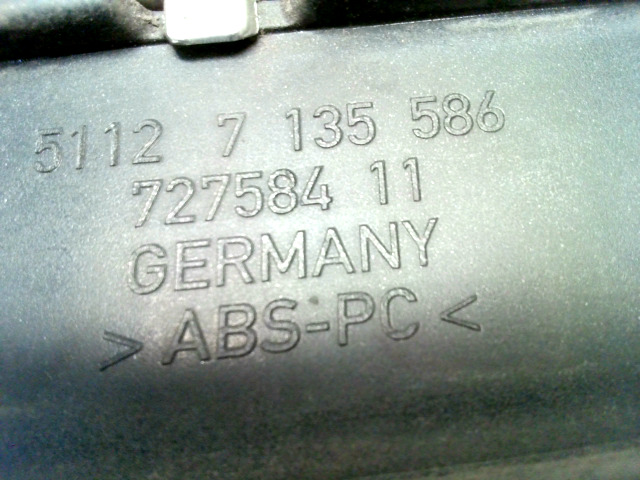 5112 7 135 586
727584 11
GERMANY
> ABS-PC <